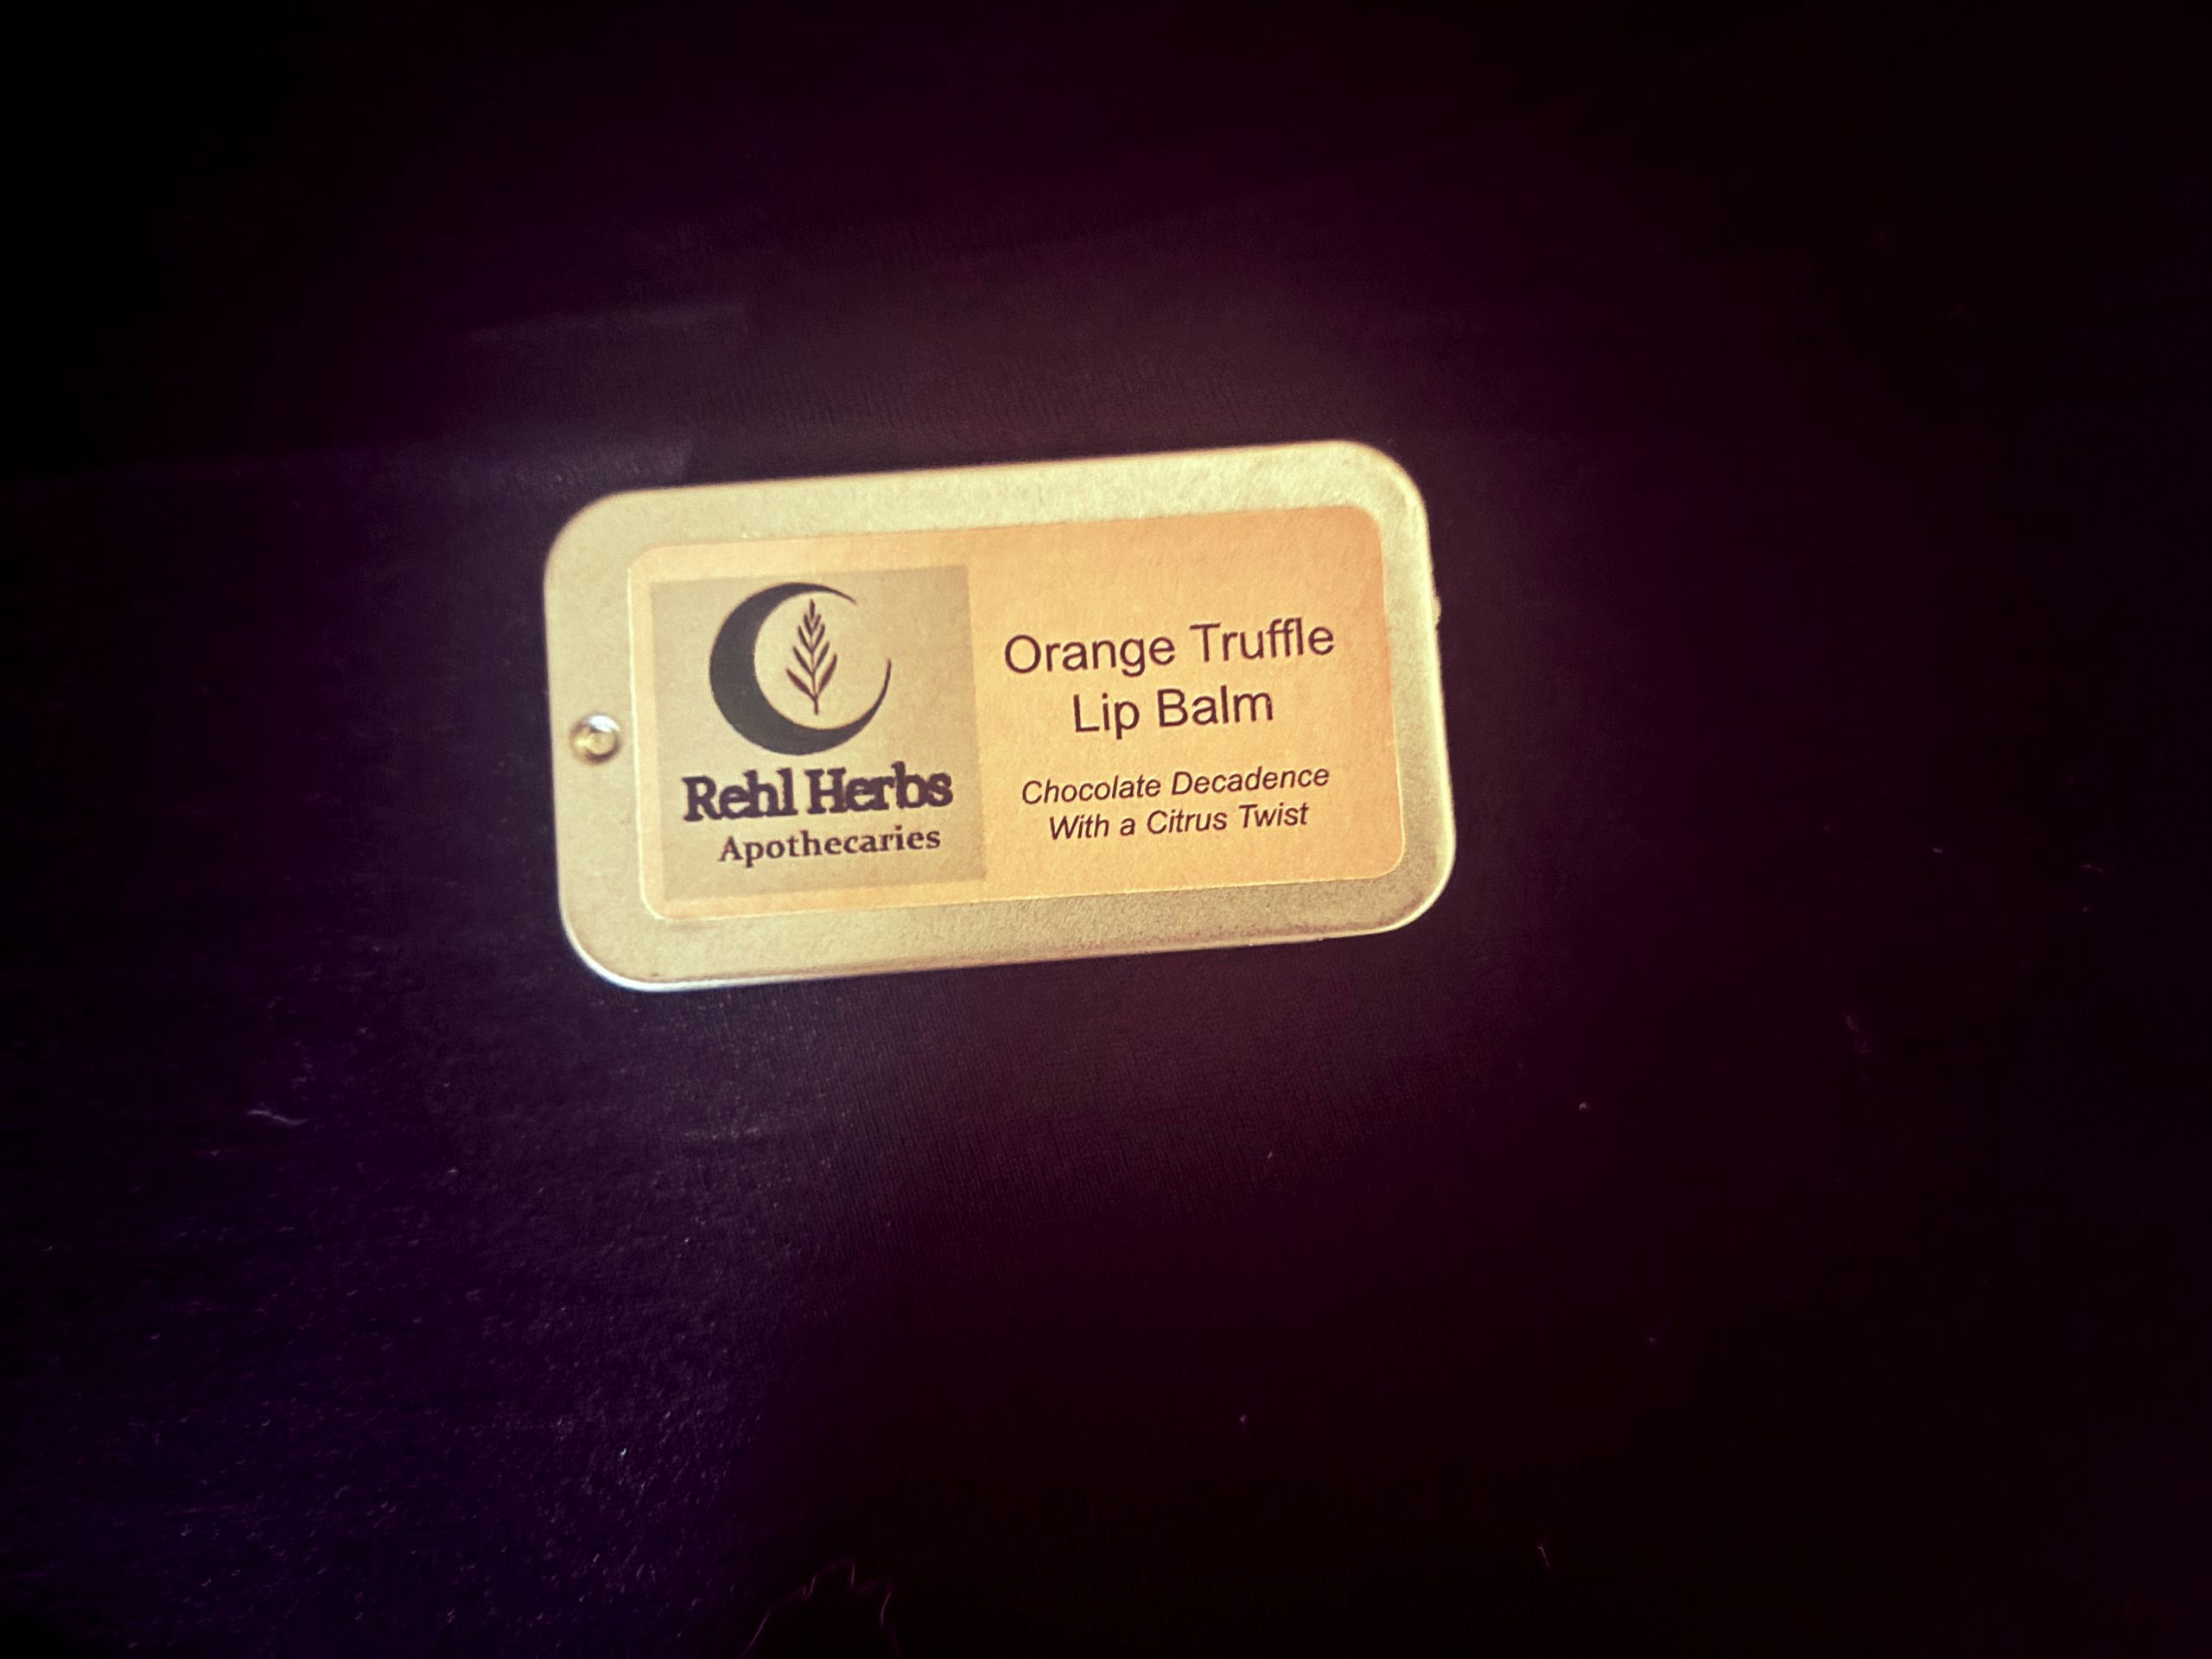 Rehl Herbs
Apothecaries
Orange Truffle
Lip Balm
Chocolate Decadence
With a Citrus Twist